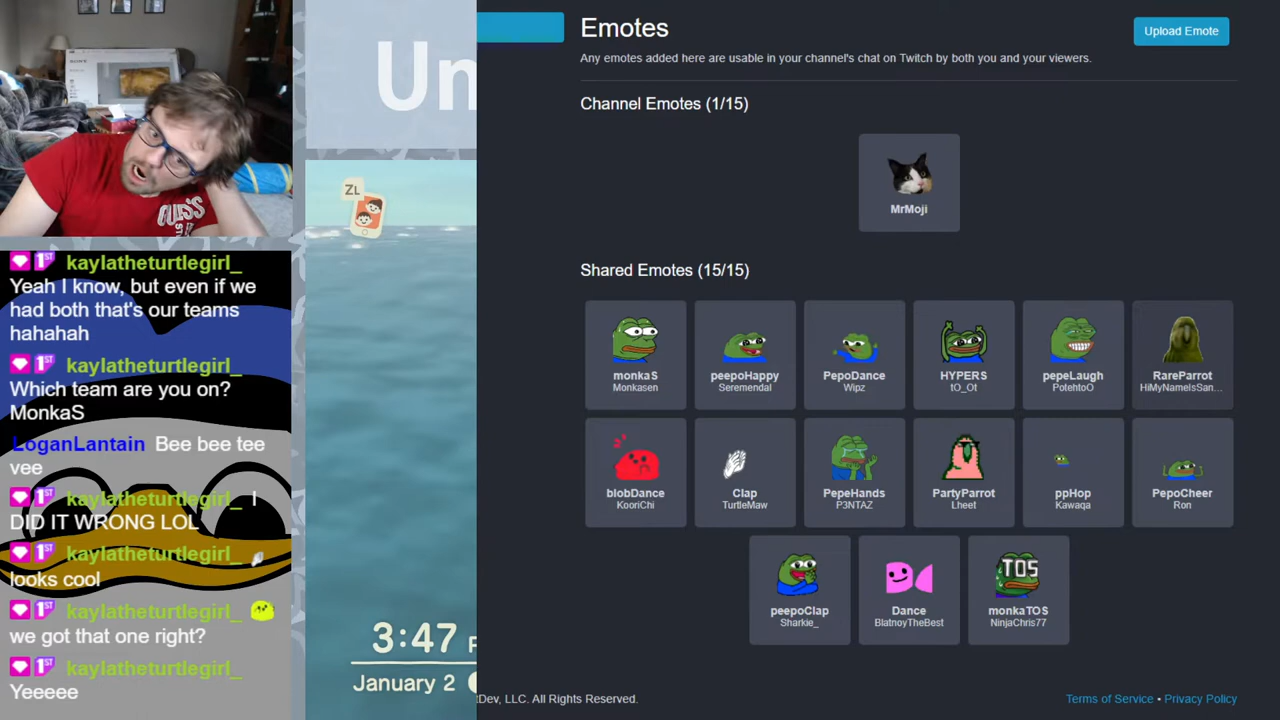 kaylatheturtlegirl_
Yeah I know, but even if we
had both that's our teams
hahahah
kaylatheturtlegirl_
Which team are you on?
MonkaS
LoganLantain Bee bee tee
vee
kaylatheturtlegirl_ I
DID IT WRONG LOL
kaylatheturtlegirl_
looks cool
kaylatheturtlegirl_
we got that one right?
kaylatheturtlegirl_
Yeeeee
GUESS
Un
ZL
3:47 P
January 2
Emotes
Upload Emote
Any emotes added here are usable in your channel's chat on Twitch by both you and your viewers.
Channel Emotes (1/15)
MrMoji
Shared Emotes (15/15)
monkaS
Monkasen
peepoHappy
Seremendal
PepoDance
Wipz
HYPERS
tO_Ot
pepeLaugh
PotehtoO
RareParrot
HiMyNameIsSan...
blobDance
KooriChi
Clap
TurtleMaw
PepeHands
P3NTAZ
PartyParrot
Lheet
ppHop
Kawaqa
PepoCheer
Ron
peepoClap
Sharkie_
Dance
BlatnoyTheBest
TOS
monkaTOS
NinjaChris77
tDev, LLC. All Rights Reserved.
Terms of Service • Privacy Policy